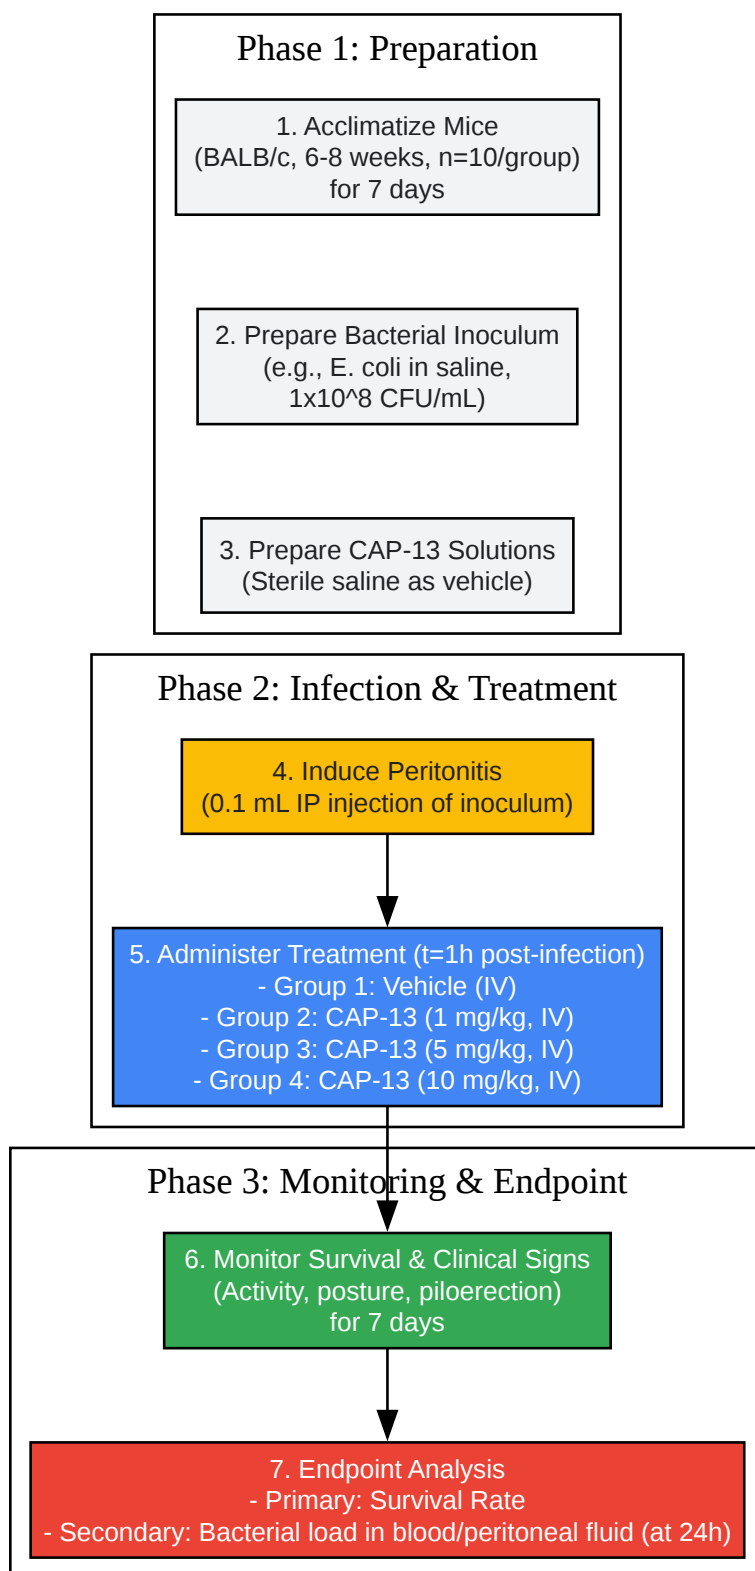 Phase 1: Preparation
1. Acclimatize Mice
(BALB/c, 6-8 weeks, n=10/group)
for 7 days
2. Prepare Bacterial Inoculum
(e.g., E. coli in saline,
1x10^8 CFU/mL)
3. Prepare CAP-13 Solutions
(Sterile saline as vehicle)
Phase 2: Infection & Treatment
4. Induce Peritonitis
(0.1 mL IP injection of inoculum)
5. Administer Treatment (t=1h post-infection)
- Group 1: Vehicle (IV)
- Group 2: CAP-13 (1 mg/kg, IV)
- Group 3: CAP-13 (5 mg/kg, IV)
- Group 4: CAP-13 (10 mg/kg, IV)
Phase 3: Monitoring & Endpoint
6. Monitor Survival & Clinical Signs
(Activity, posture, piloerection)
for 7 days
7. Endpoint Analysis
- Primary: Survival Rate
- Secondary: Bacterial load in blood/peritoneal fluid (at 24h)